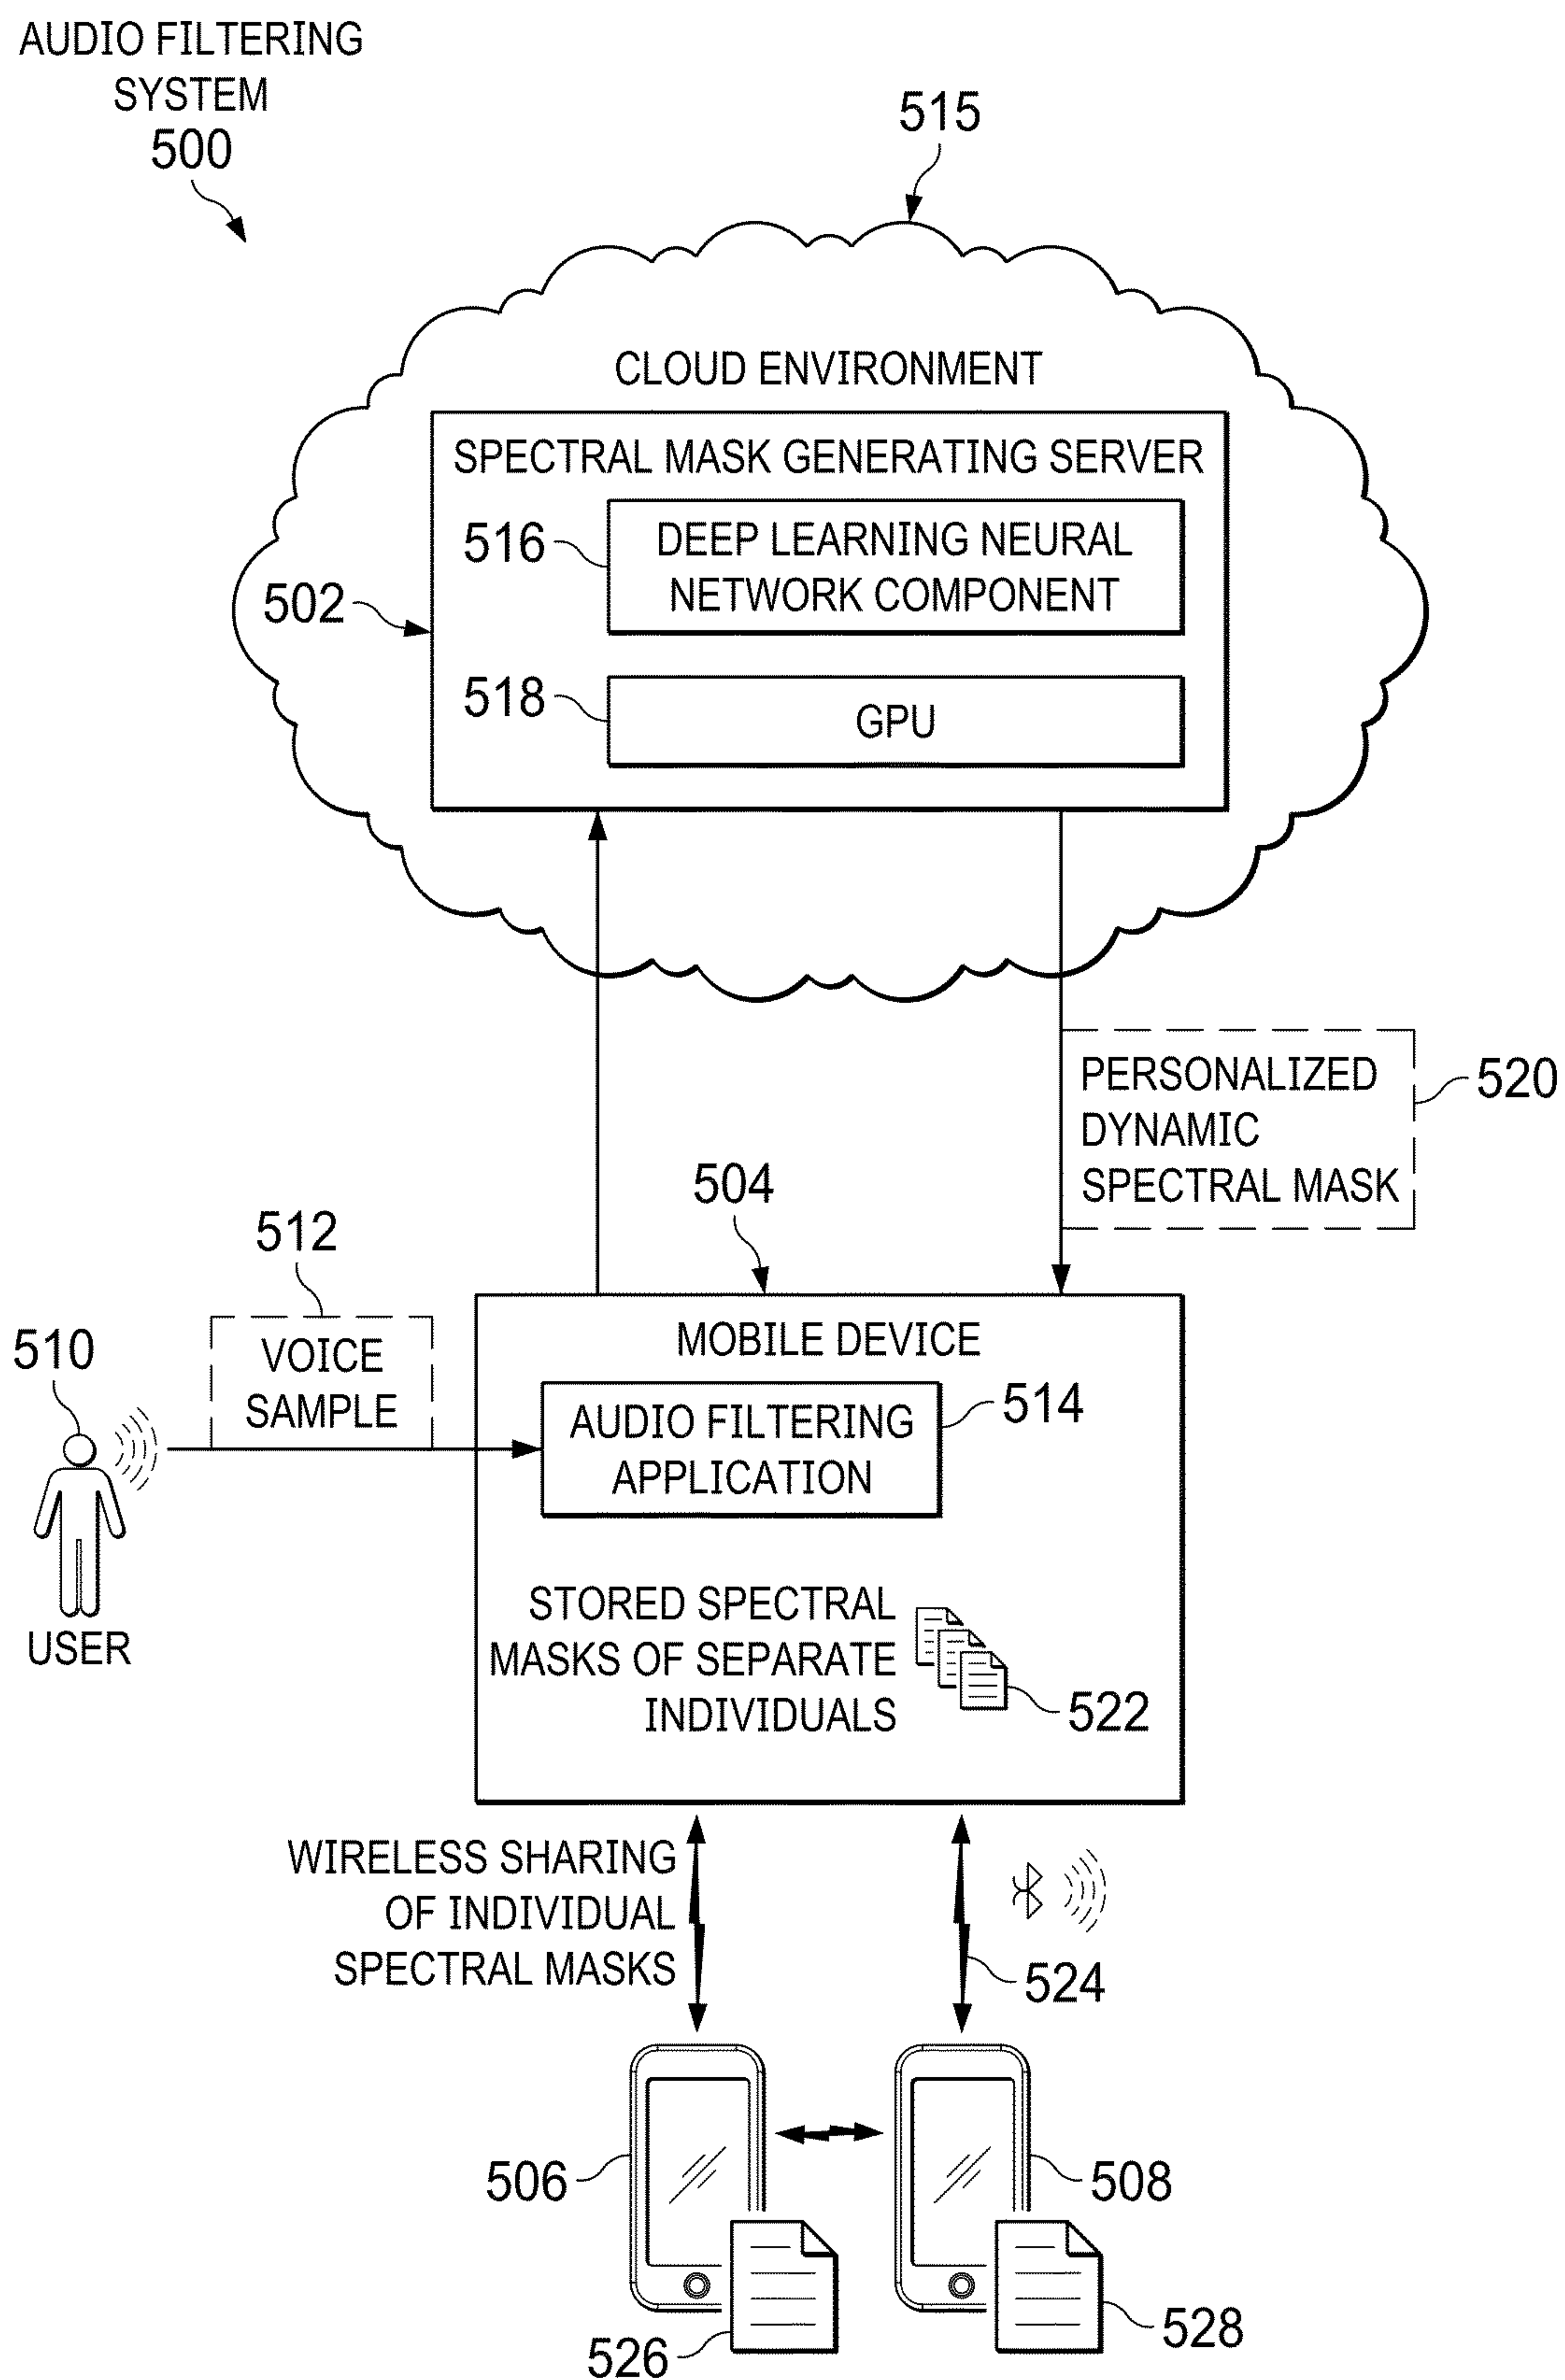 AUDIO FILTERING
SYSTEM
500
515
CLOUD ENVIRONMENT
SPECTRAL MASK GENERATING SERVER
516
DEEP LEARNING NEURAL
NETWORK COMPONENT
502
518
GPU
PERSONALIZED
DYNAMIC
SPECTRAL MASK
520
504
512
VOICE
SAMPLE
510
USER
MOBILE DEVICE
AUDIO FILTERING
APPLICATION
514
STORED SPECTRAL
MASKS OF SEPARATE
INDIVIDUALS
522
WIRELESS SHARING
OF INDIVIDUAL
SPECTRAL MASKS
524
506
508
526
528